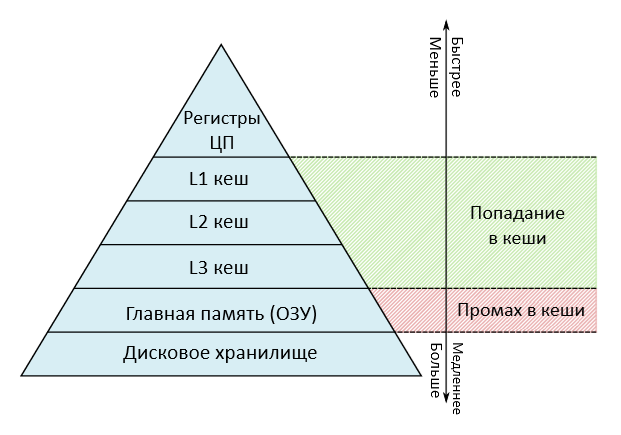 Быстрее
Меньше
Регистры
ЦП
L1 кеш
L2 кеш
Попадание
в кеши
L3 кеш
Главная память (ОЗУ)
Промах в кеши
Дисковое хранилище
Медленнее
Больше